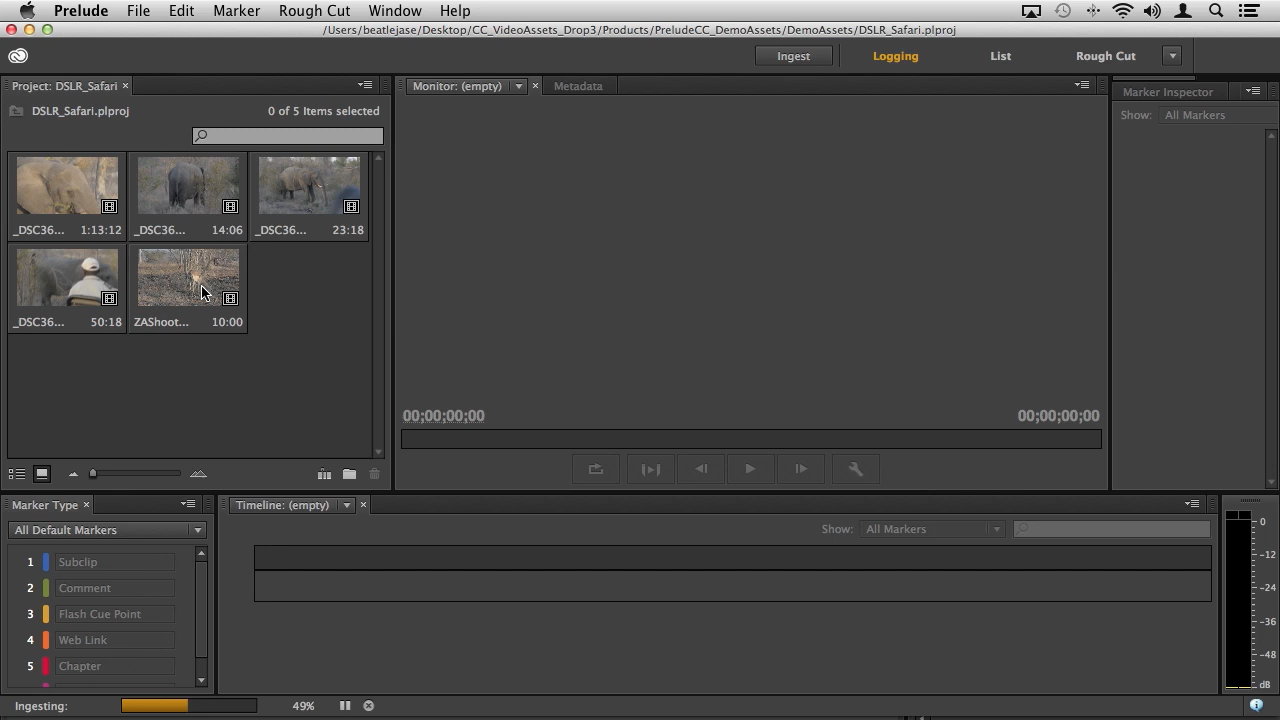 Prelude File Edit Marker Rough Cut Window Help
/Users/beatlejase/Desktop/CC_VideoAssets_Drop3/Products/PreludeCC_DemoAssets/DemoAssets/DSLR_Safari.plproj
Ingest Logging List Rough Cut
Project: DSLR_Safari
DSLR_Safari.plproj 0 of 5 Items selected
_DSC36... 1:13:12 _DSC36... 14:06 _DSC36... 23:18
_DSC36... 50:18 ZAShoot... 10:00
Monitor: (empty) Metadata
00;00;00;00 00;00;00;00
Marker Inspector
Show: All Markers
Marker Type
All Default Markers
1 Subclip
2 Comment
3 Flash Cue Point
4 Web Link
5 Chapter
Timeline: (empty)
Show: All Markers
0
-12
-24
-36
-48
dB
Ingesting: 49%